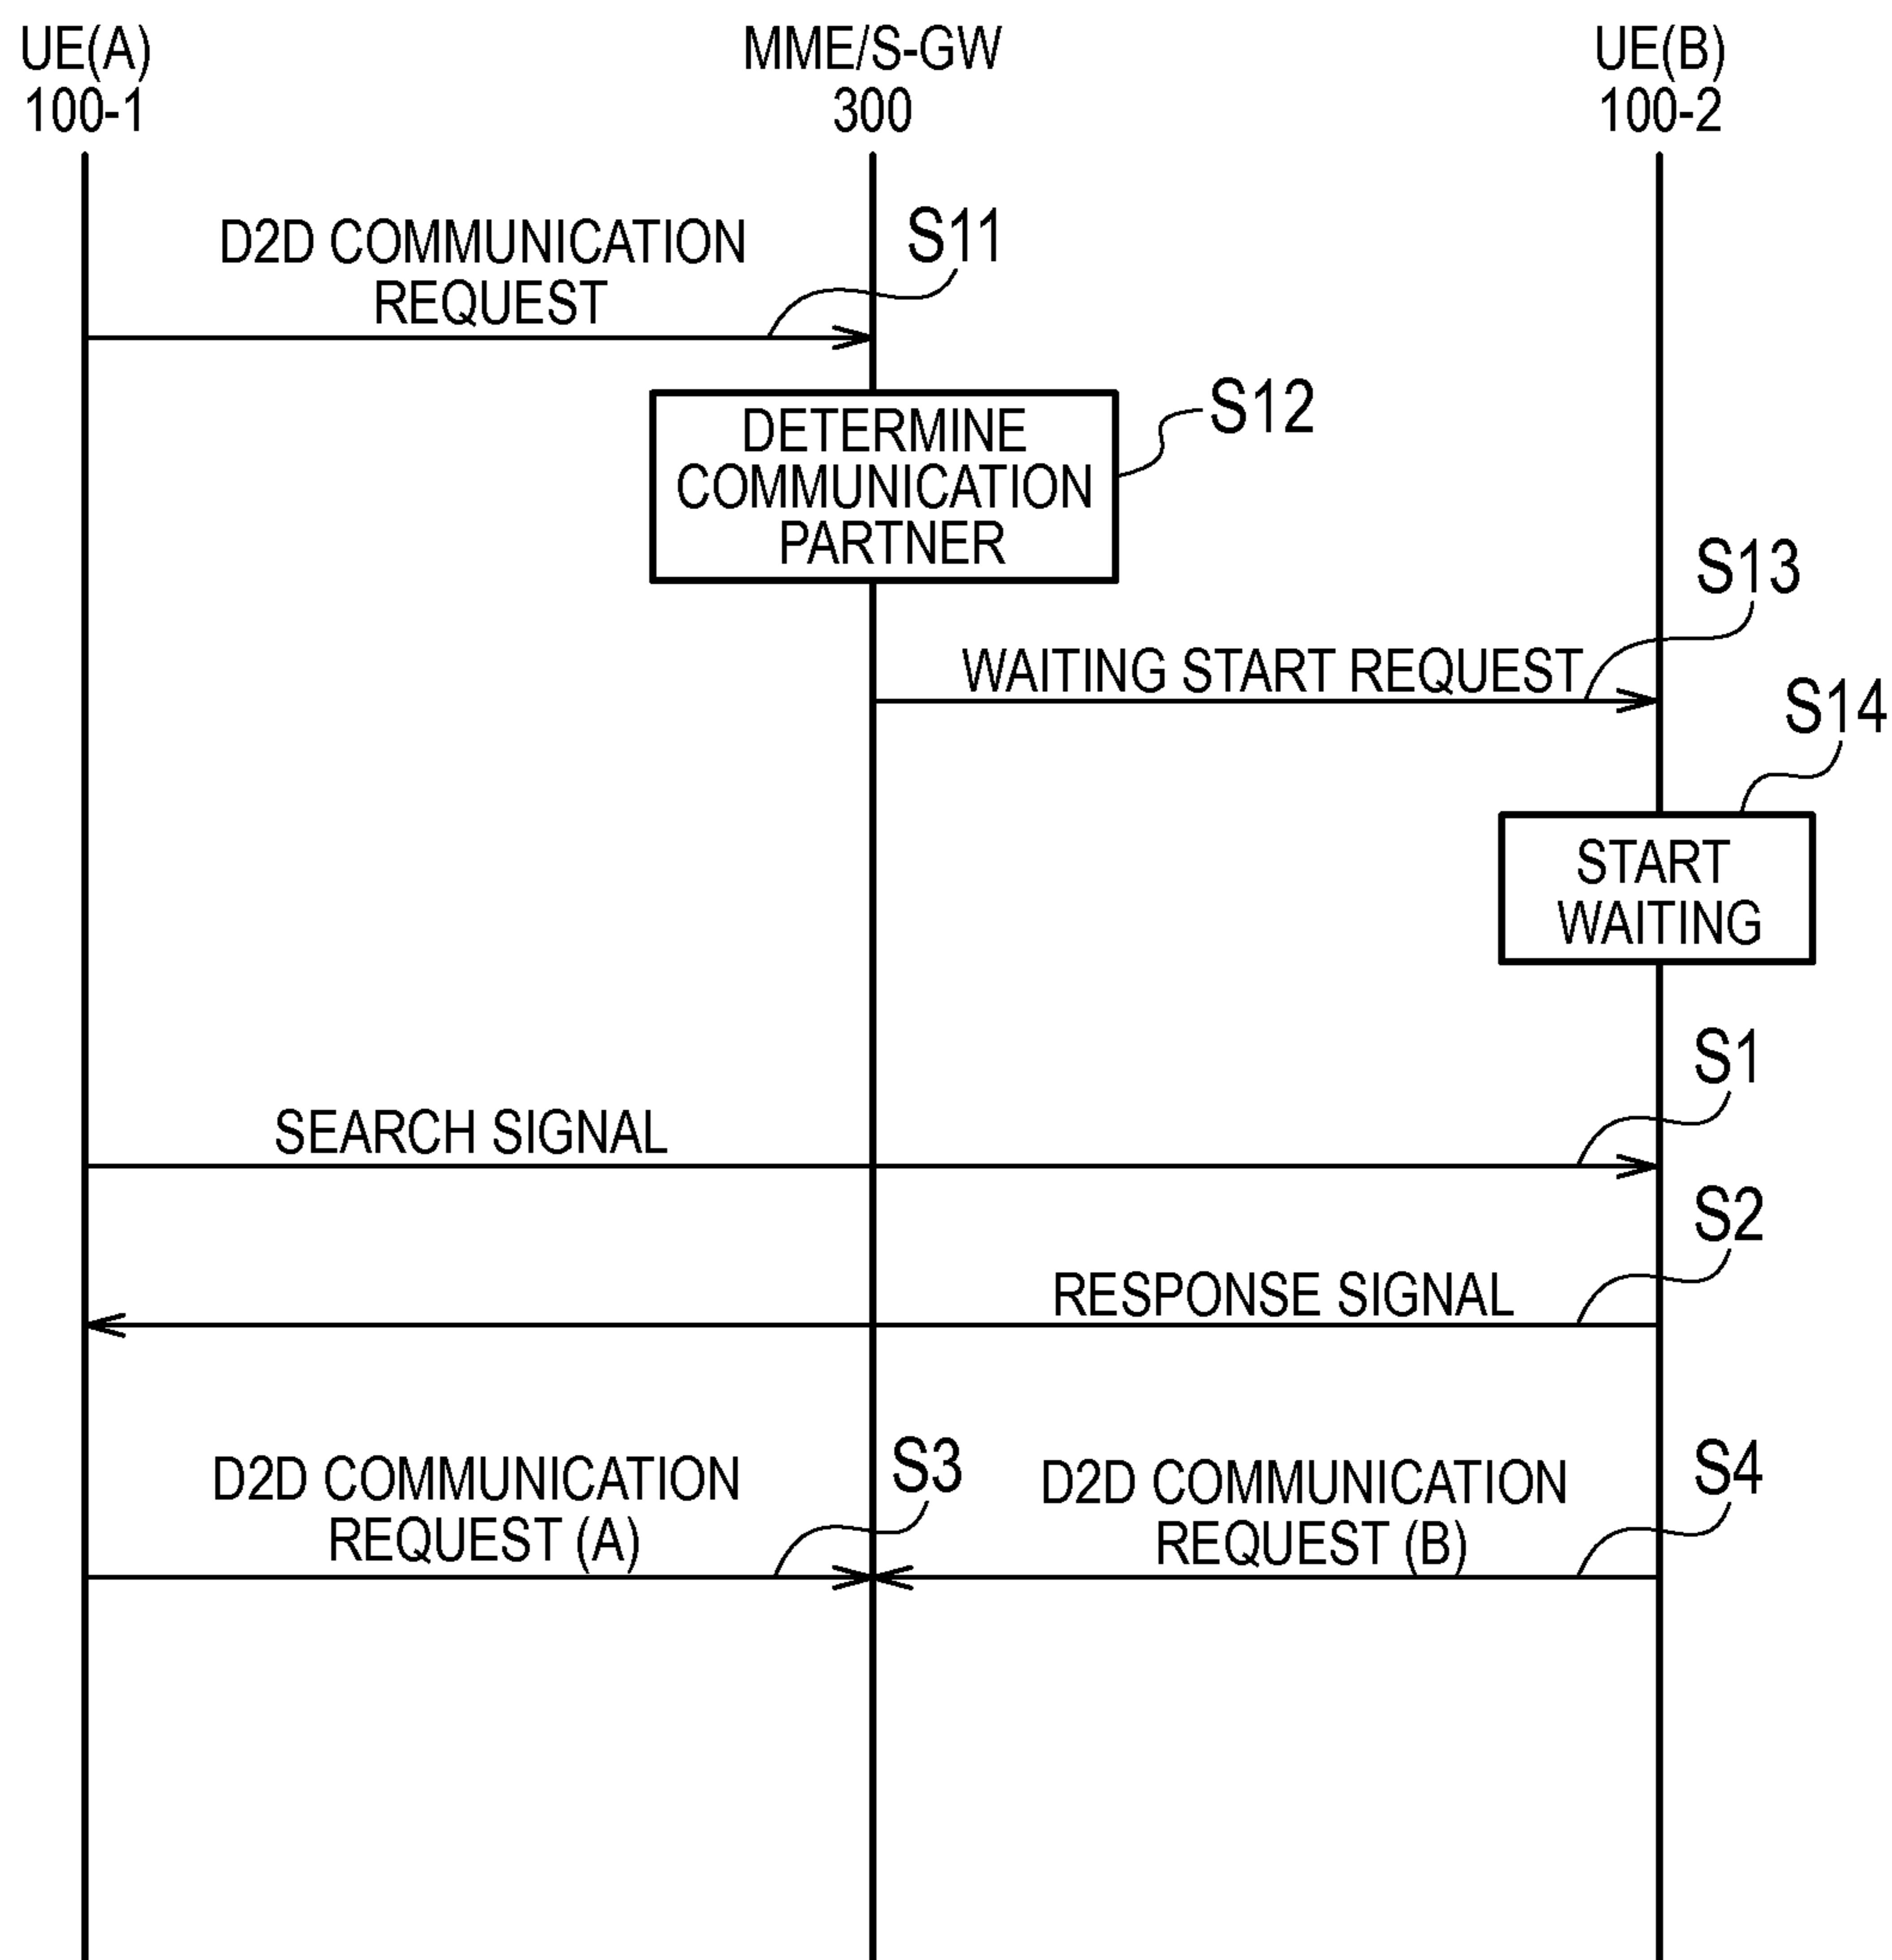 UE(A)
100-1
MME/S-GW
300
UE(B)
100-2
D2D COMMUNICATION
REQUEST
S11
DETERMINE
COMMUNICATION
PARTNER
S12
S13
WAITING START REQUEST
S14
START
WAITING
S1
SEARCH SIGNAL
S2
RESPONSE SIGNAL
D2D COMMUNICATION
REQUEST (A)
S3
D2D COMMUNICATION
REQUEST (B)
S4